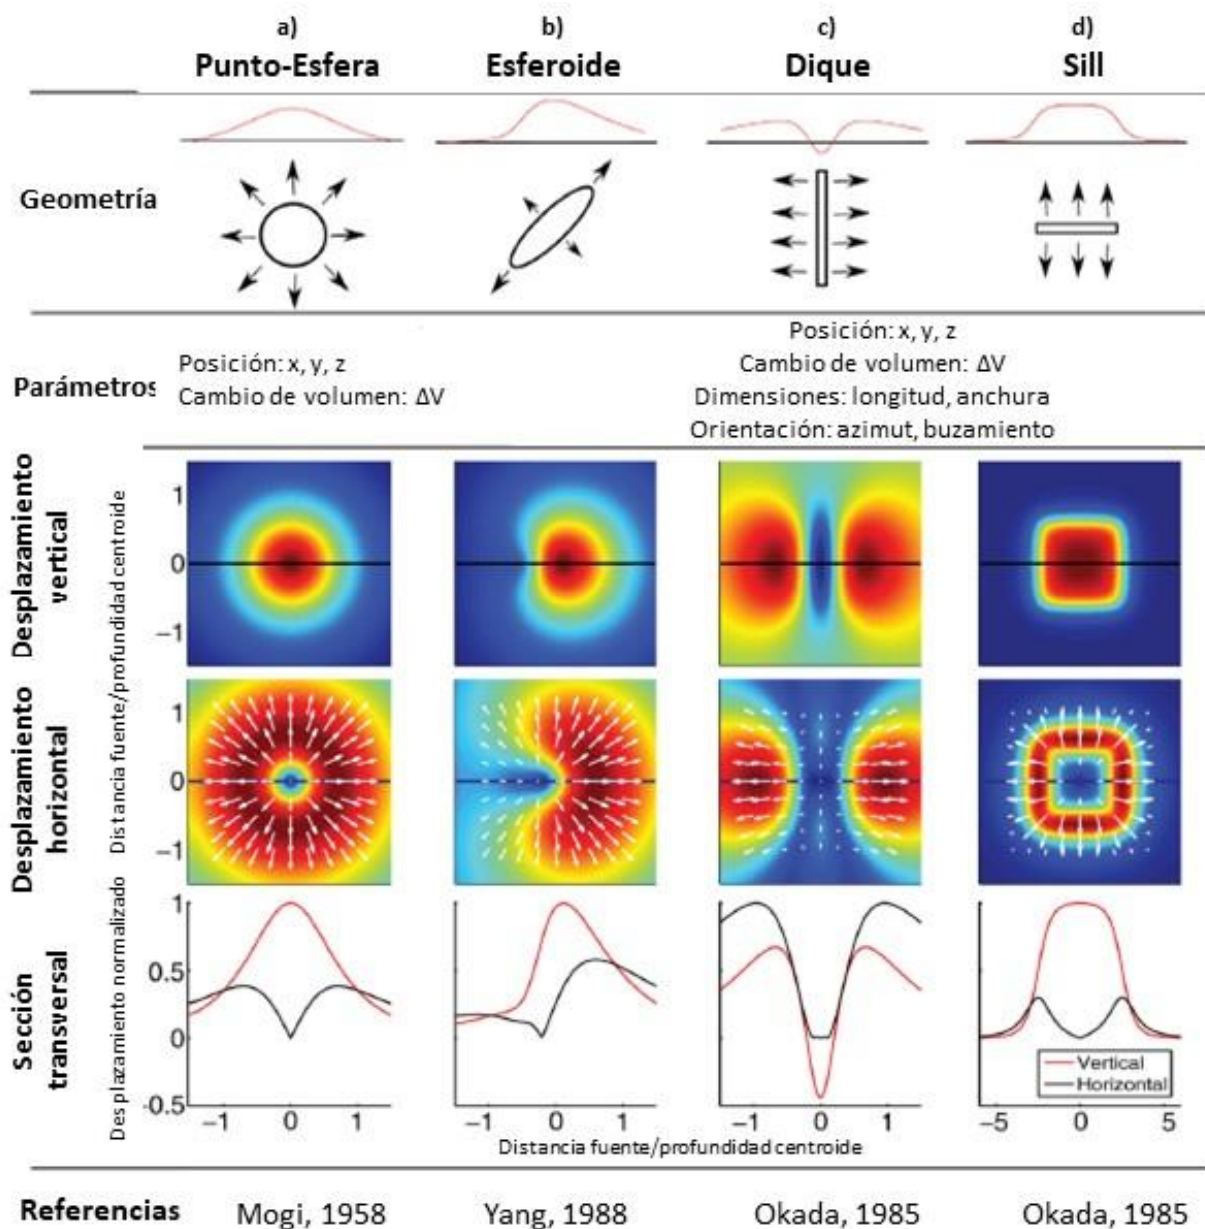 a) b) c) d)
Punto-Esfera Esferoide Dique Sill
Geometría
Parámetros
Posición: x, y, z
Cambio de volumen: ΔV
Posición: x, y, z
Cambio de volumen: ΔV
Dimensiones: longitud, anchura
Orientación: azimut, buzamiento
Desplazamiento
vertical
Distancia fuente/profundidad centroide
1
0
−1
Desplazamiento
horizontal
1
0
−1
Sección
transversal
Desplazamiento normalizado
1
0.5
0
-0.5
Vertical
Horizontal
−1 0 1 −1 0 1 −1 0 1 −5 0 5
Distancia fuente/profundidad centroide
Referencias Mogi, 1958 Yang, 1988 Okada, 1985 Okada, 1985